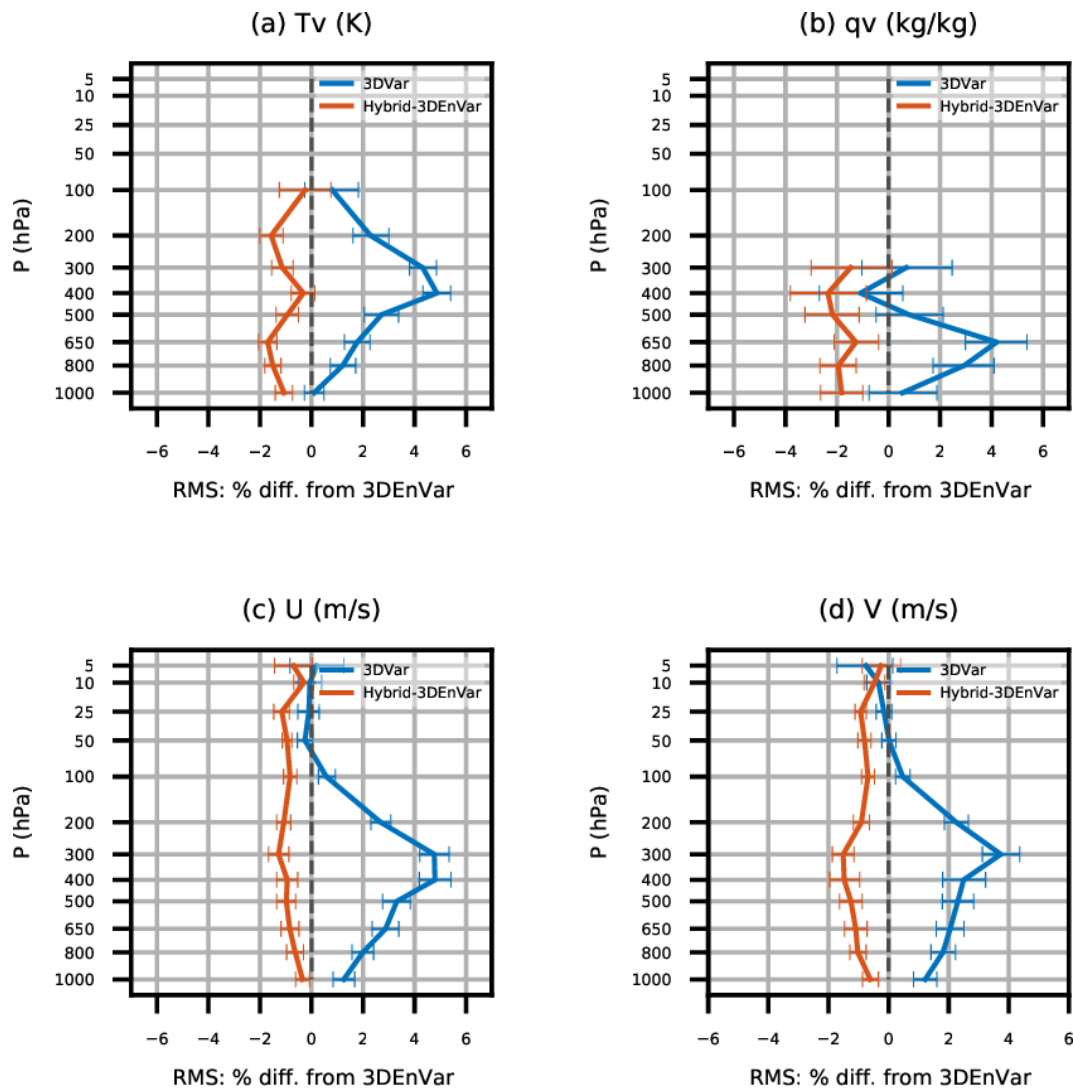 (a) Tv (K)
(b) qv (kg/kg)
3DVar
Hybrid-3DEnVar
3DVar
Hybrid-3DEnVar
P (hPa)
5
10
25
50
100
200
300
400
500
650
800
1000
P (hPa)
5
10
25
50
100
200
300
400
500
650
800
1000
−6 −4 −2 0 2 4 6
−6 −4 −2 0 2 4 6
RMS: % diff. from 3DEnVar
RMS: % diff. from 3DEnVar
(c) U (m/s)
(d) V (m/s)
3DVar
Hybrid-3DEnVar
3DVar
Hybrid-3DEnVar
P (hPa)
5
10
25
50
100
200
300
400
500
650
800
1000
P (hPa)
5
10
25
50
100
200
300
400
500
650
800
1000
−6 −4 −2 0 2 4 6
−6 −4 −2 0 2 4 6
RMS: % diff. from 3DEnVar
RMS: % diff. from 3DEnVar